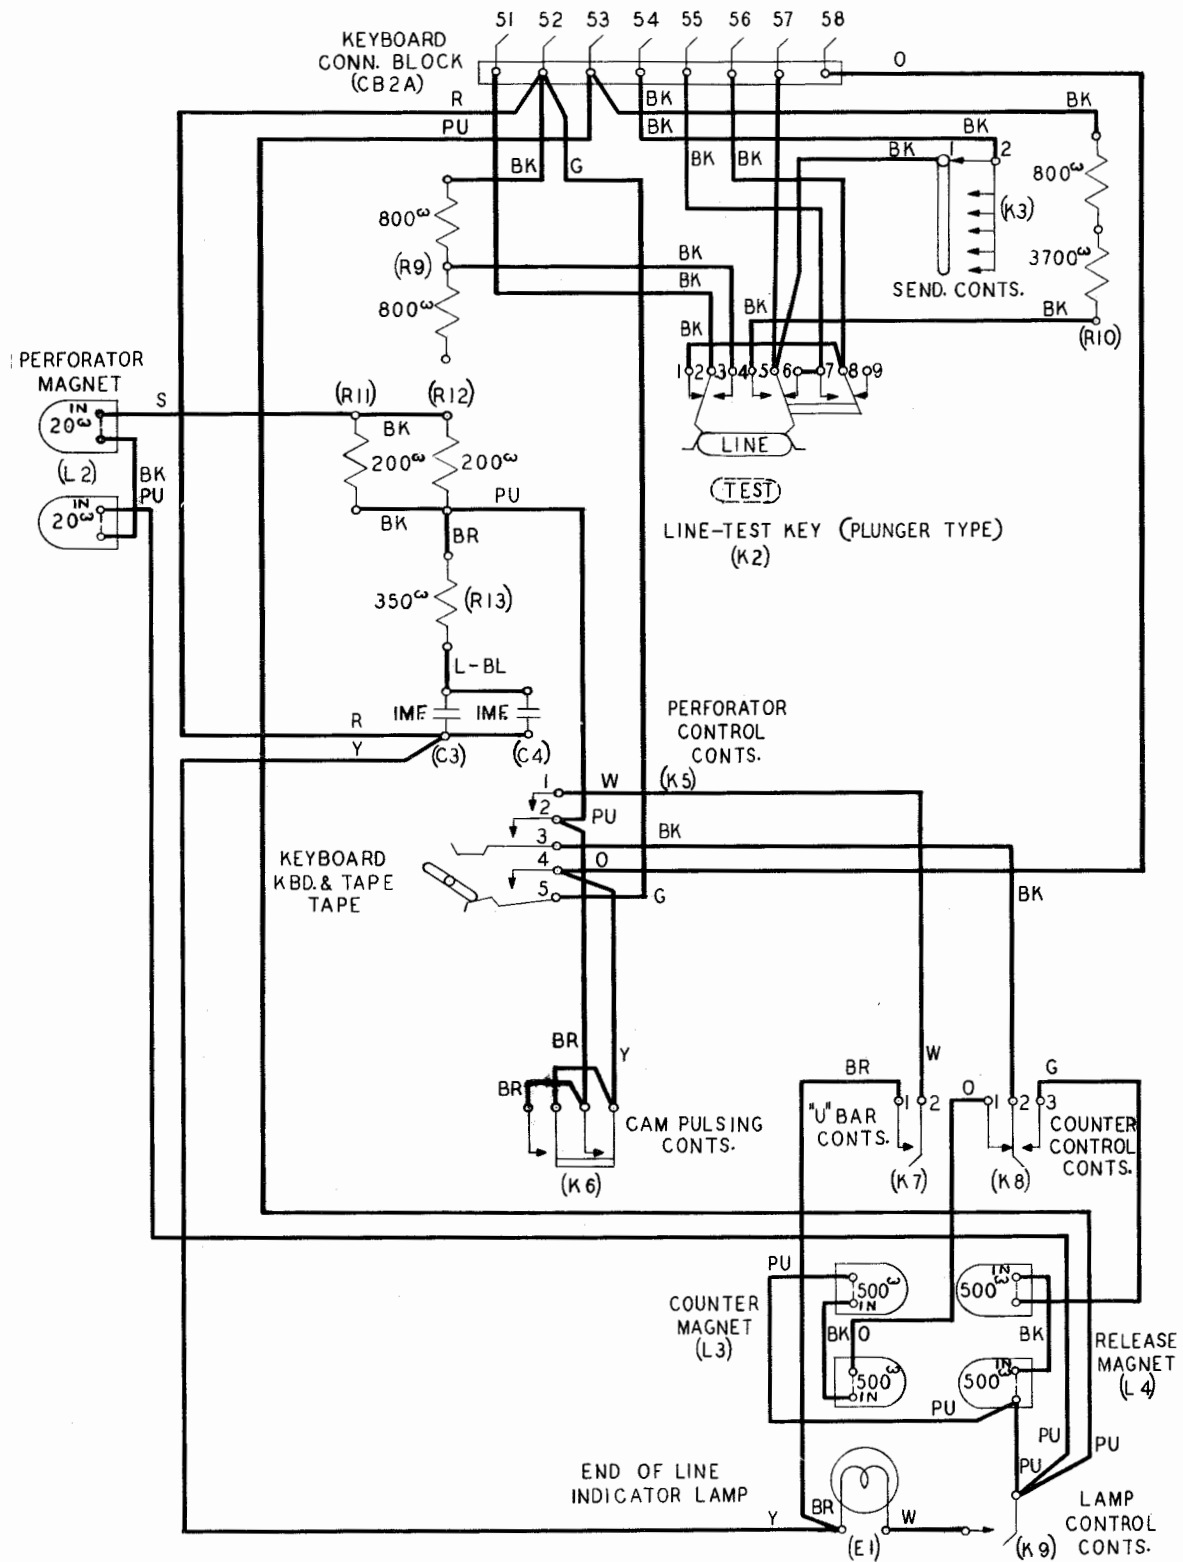 51 52 53 54 55 56 57 58
KEYBOARD
CONN. BLOCK
(CB2A)
O
R
BK
BK
PU
BK
BK
BK
1
2
BK
G
BK
BK
800ω
800ω
(K3)
(R9)
BK
3700ω
800ω
BK
SEND. CONTS.
BK
BK
(R10)
BK
1 2 3 4 5 6 7 8 9
PERFORATOR
MAGNET
S
(R11)
(R12)
IN
20ω
BK
LINE
(L2)
200ω
200ω
TEST
BK
PU
IN
20ω
PU
BK
LINE-TEST KEY (PLUNGER TYPE)
(K2)
BR
350ω
(R13)
L-BL
PERFORATOR
CONTROL
CONTS.
1MF.
1MF.
R
Y
(C3)
(C4)
1
W
(K5)
2
PU
3
BK
KEYBOARD
KBD. & TAPE
TAPE
4
O
5
G
BK
BR
Y
W
BR
O
G
BR
1
2
1
2
3
"U" BAR
CONTS.
CAM PULSING
CONTS.
COUNTER
CONTROL
CONTS.
(K6)
(K7)
(K8)
PU
500ω
IN
IN
500ω
COUNTER
MAGNET
(L3)
BK
O
BK
RELEASE
MAGNET
(L4)
500ω
IN
IN
500ω
PU
PU
PU
PU
END OF LINE
INDICATOR LAMP
Y
BR
W
(E1)
(K9)
LAMP
CONTROL
CONTS.